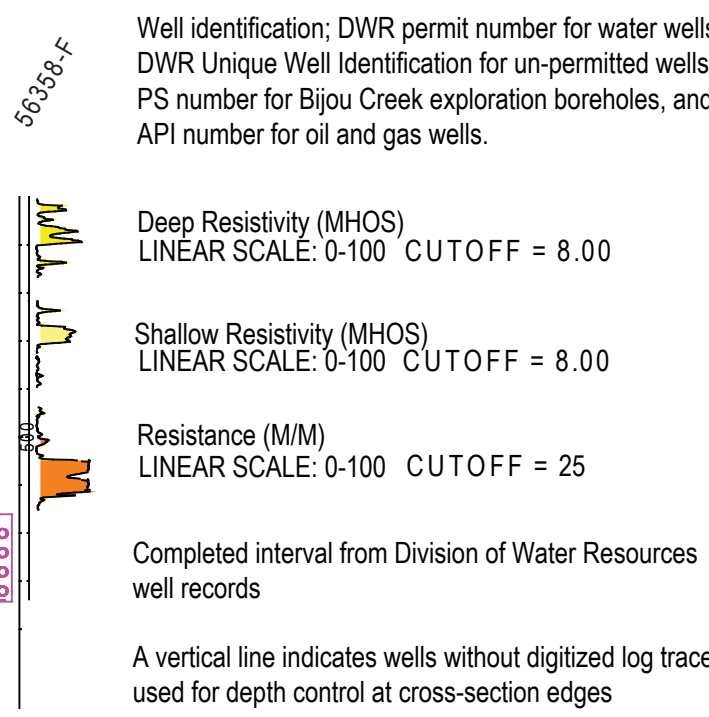 56358-F
Well identification; DWR permit number for water wells
DWR Unique Well Identification for un-permitted wells
PS number for Bijou Creek exploration boreholes, and
API number for oil and gas wells.
Deep Resistivity (MHOS)
LINEAR SCALE: 0-100 CUTOFF = 8.00
Shallow Resistivity (MHOS)
LINEAR SCALE: 0-100 CUTOFF = 8.00
500
Resistance (M/M)
LINEAR SCALE: 0-100 CUTOFF = 25
Completed interval from Division of Water Resources
well records
A vertical line indicates wells without digitized log trace
used for depth control at cross-section edges